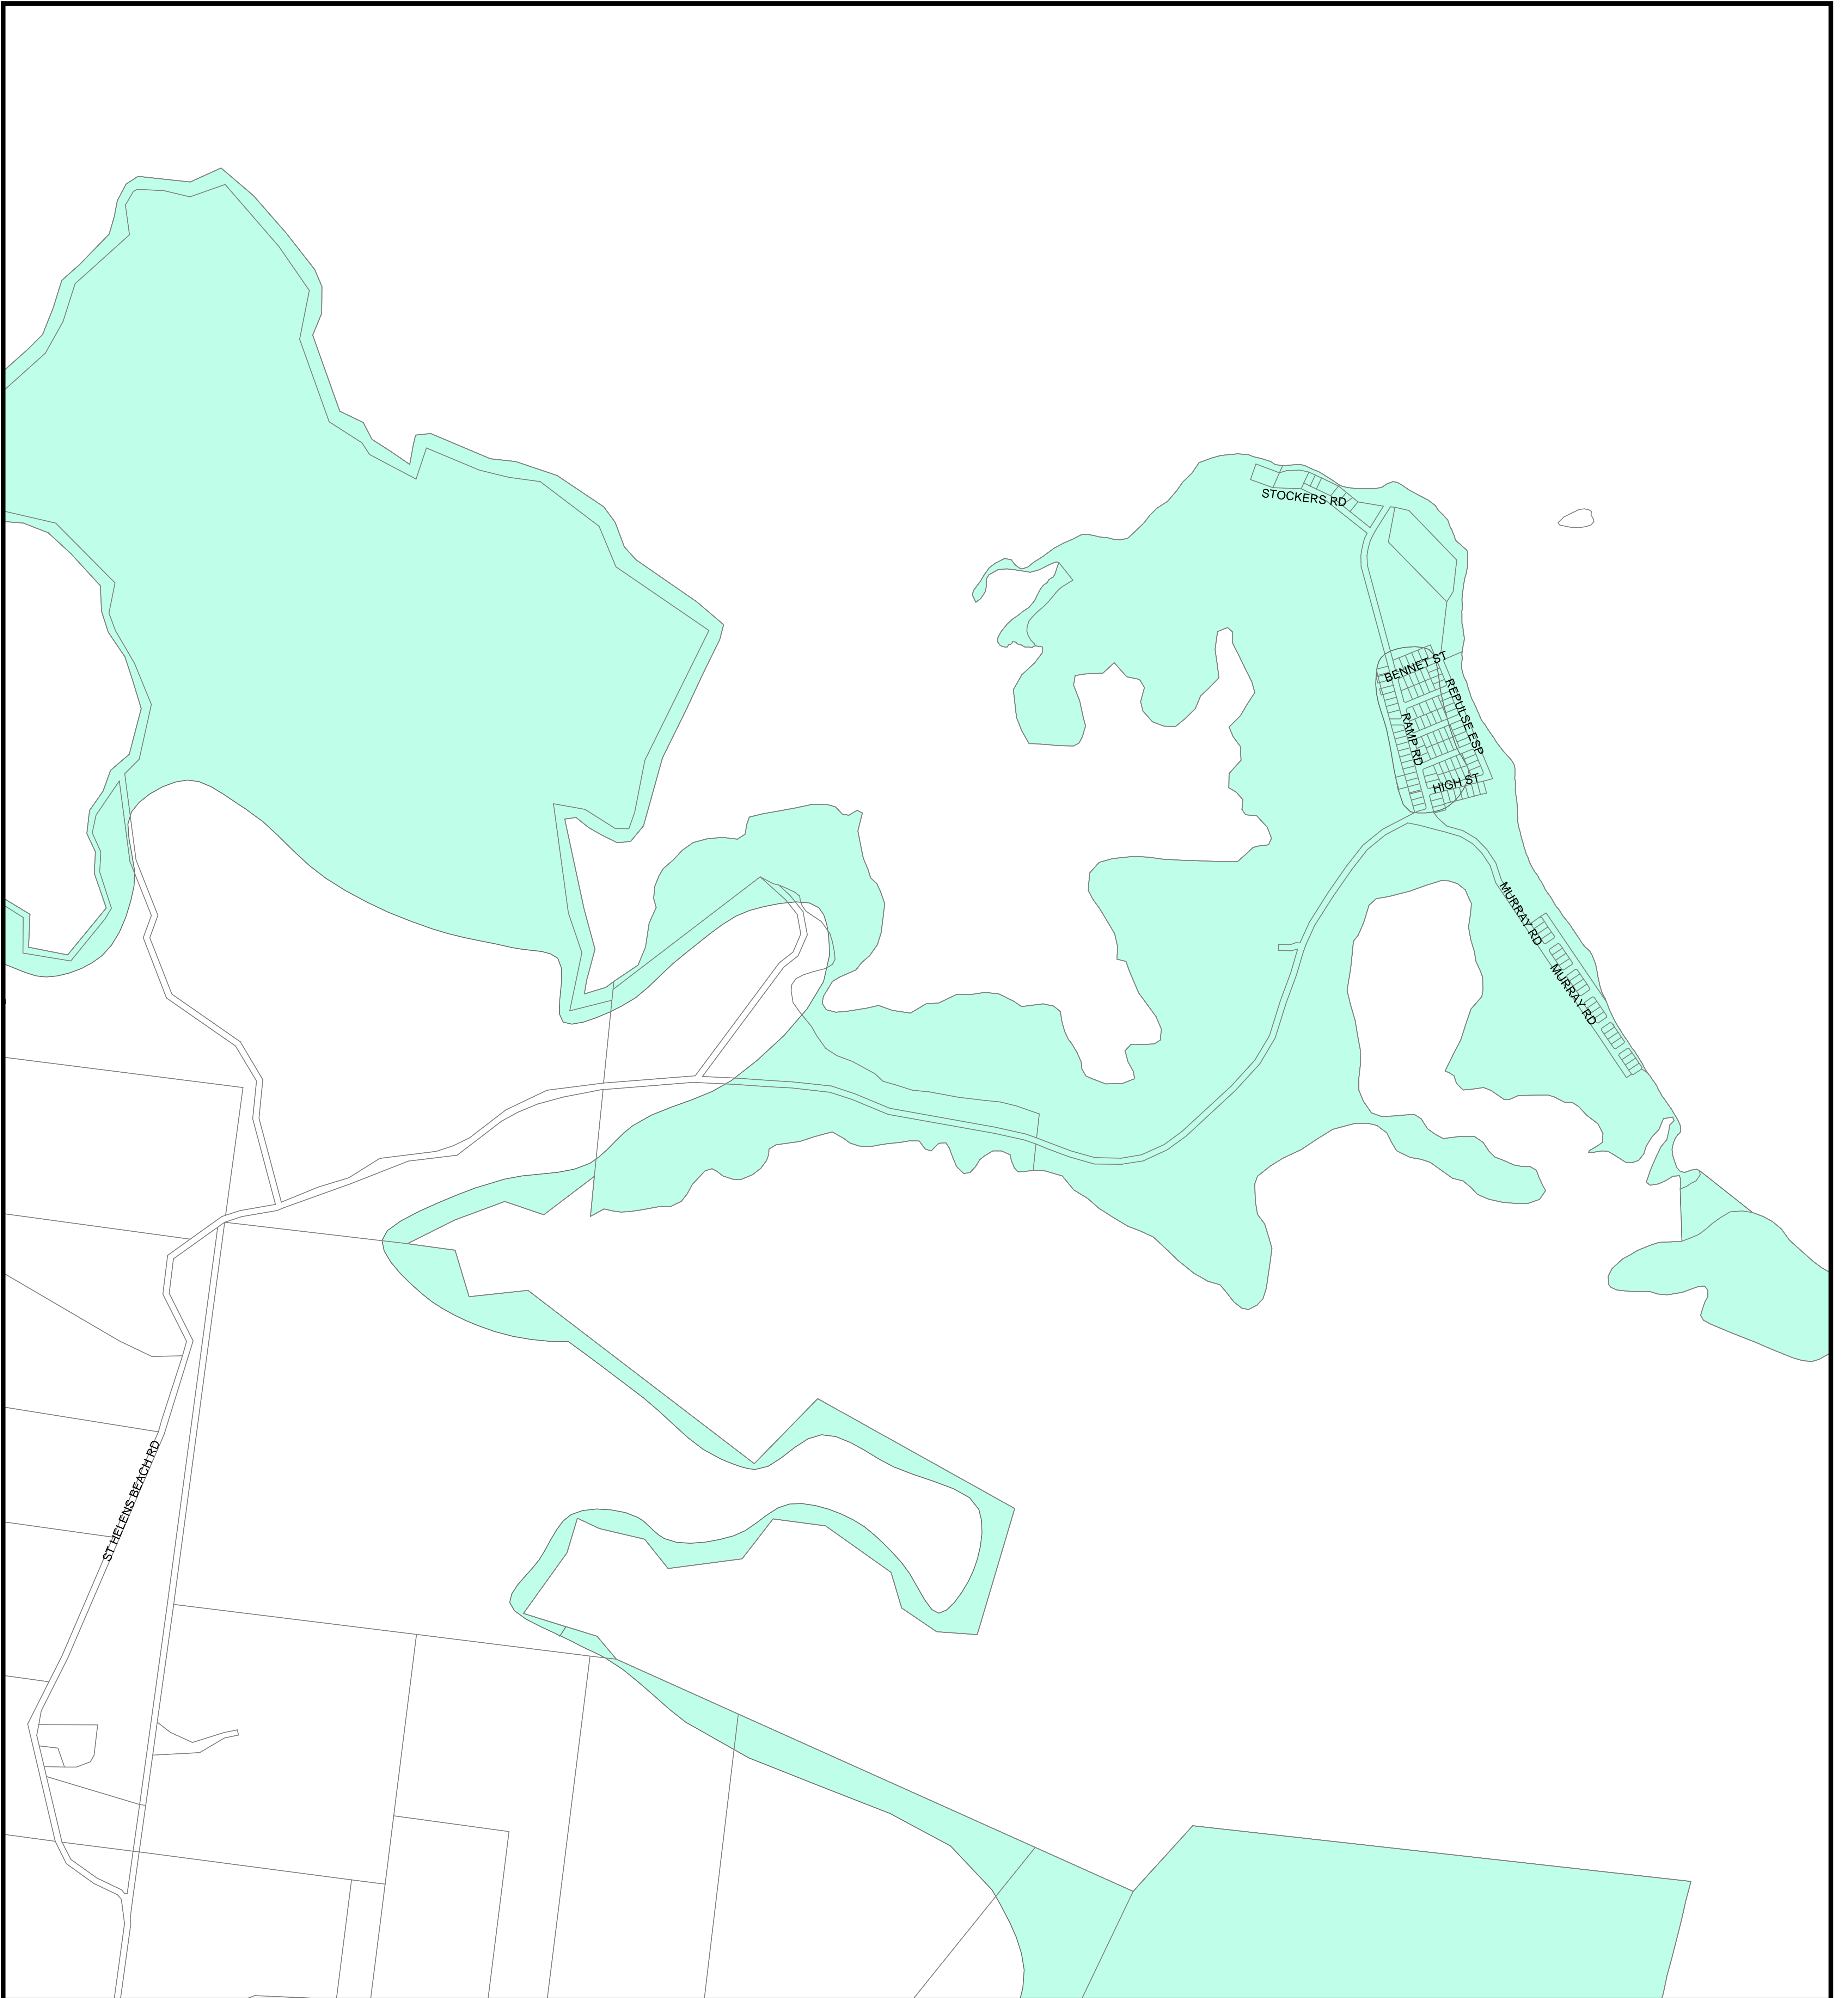 STOCKERS RD
BENNET ST
REPULSE ESP
RAMP RD
HIGH ST
MURRAY RD
MURRAY RD
ST HELENS BEACH RD